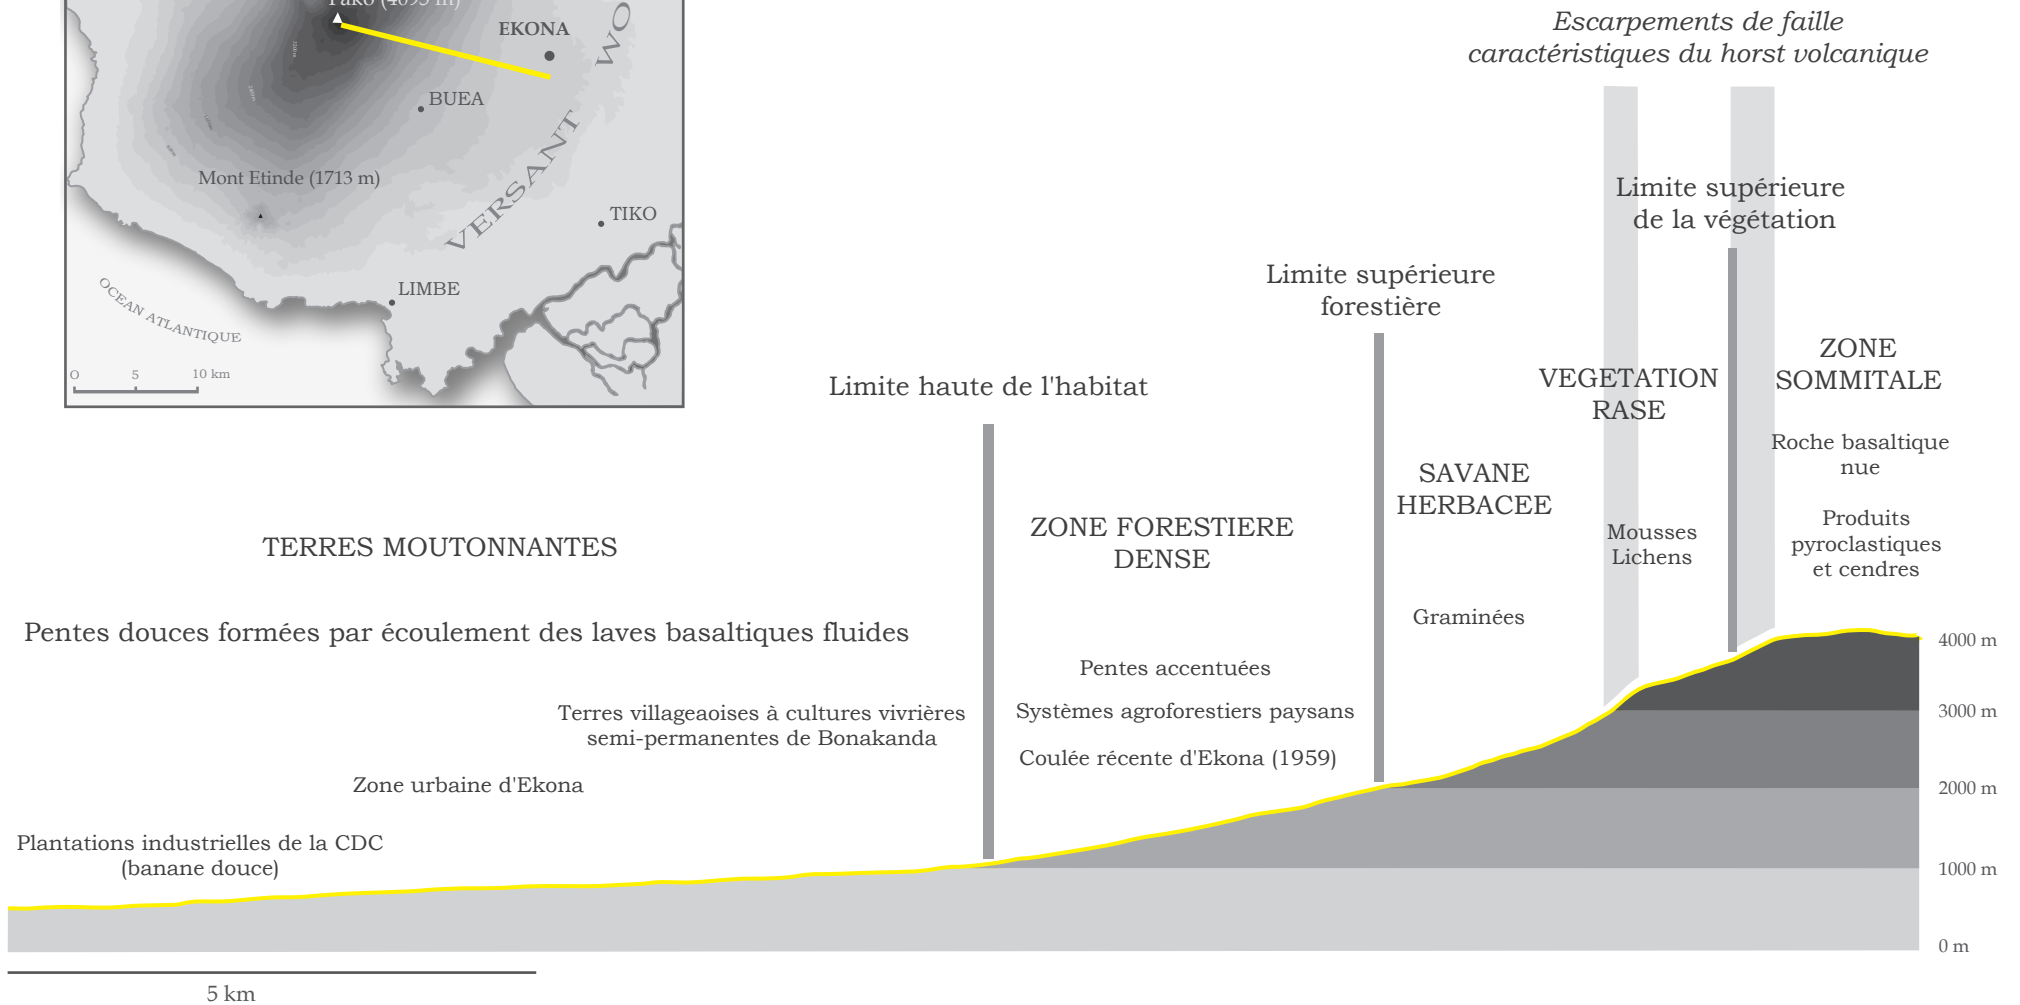 Fako (4095 m)
EKONA
BUEA
VERSANT
WO
Mont Etinde (1713 m)
TIKO
LIMBE
OCEAN ATLANTIQUE
0 5 10 km
Escarpements de faille
caractéristiques du horst volcanique
Limite supérieure
de la végétation
Limite supérieure
forestière
Limite haute de l'habitat
ZONE
SOMMITALE
VEGETATION
RASE
Roche basaltique
nue
SAVANE
HERBACEE
Produits
pyroclastiques
et cendres
Mousses
Lichens
ZONE FORESTIERE
DENSE
TERRES MOUTONNANTES
Graminées
Pentes douces formées par écoulement des laves basaltiques fluides
Pentes accentuées
Terres villageaoises à cultures vivrières
semi-permanentes de Bonakanda
Systèmes agroforestiers paysans
Coulée récente d'Ekona (1959)
Zone urbaine d'Ekona
Plantations industrielles de la CDC
(banane douce)
4000 m
3000 m
2000 m
1000 m
0 m
5 km